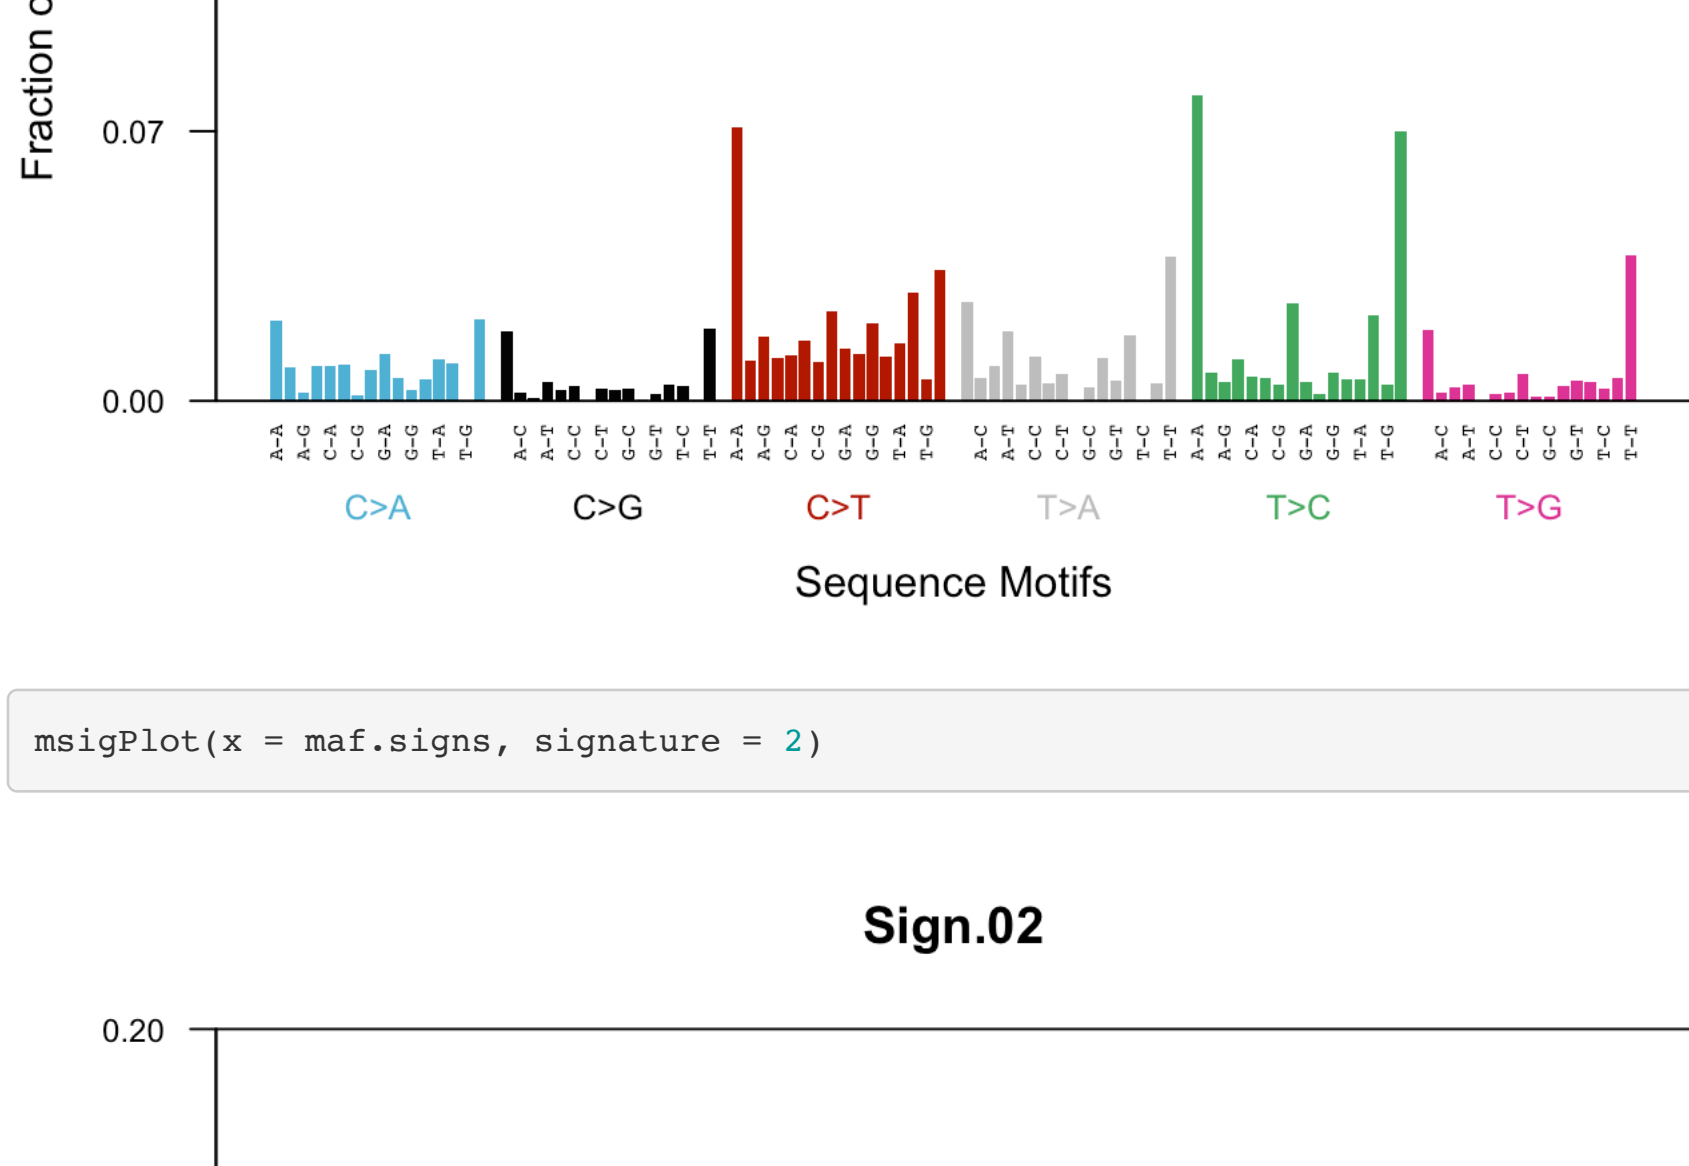 Fraction
0.07
0.00
A-A A-G C-A C-G G-A G-G T-A T-G A-C A-T C-C C-T G-C G-T T-C T-T A-A A-G C-A C-G G-A G-G T-A T-G A-C A-T C-C C-T G-C G-T T-C T-T A-A A-G C-A C-G G-A G-G T-A T-G A-C A-T C-C C-T G-C G-T T-C T-T
C>A C>G C>T T>A T>C T>G
Sequence Motifs
msigPlot(x = maf.signs, signature = 2)
Sign.02
0.20